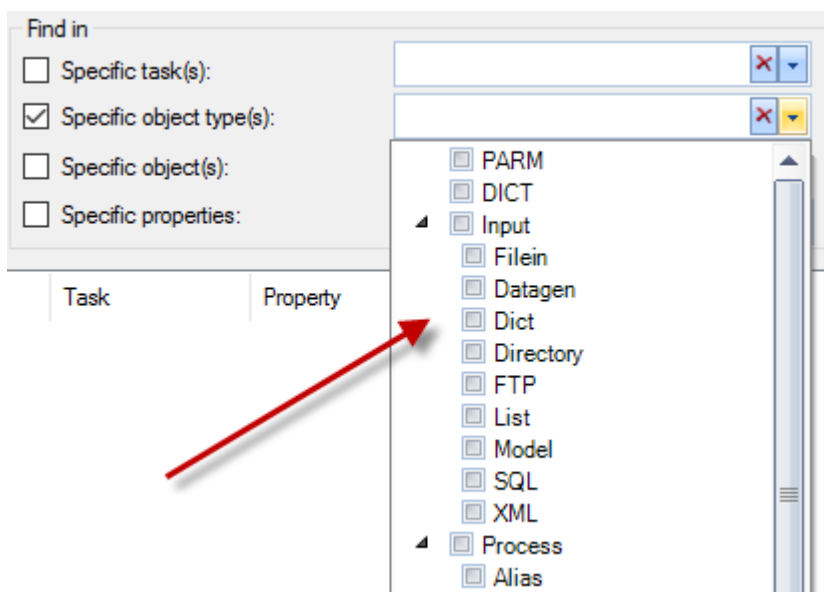 Find in
Specific task(s):
Specific object type(s):
Specific object(s):
Specific properties:
PARM
DICT
Input
Filein
Datagen
Dict
Directory
FTP
List
Model
SQL
XML
Process
Alias
Task Property